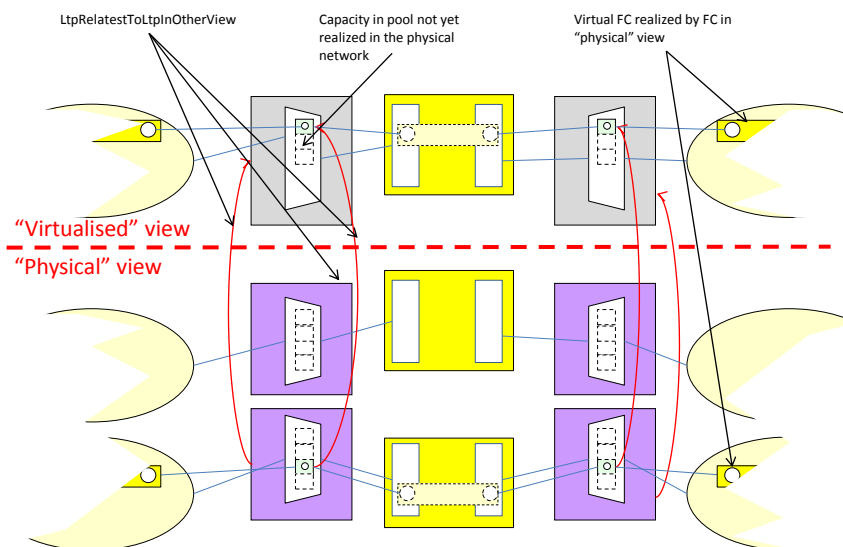 LtpRelatestToLtpInOtherView
Capacity in pool not yet
realized in the physical
network
Virtual FC realized by FC in
“physical” view
“Virtualised” view
“Physical” view